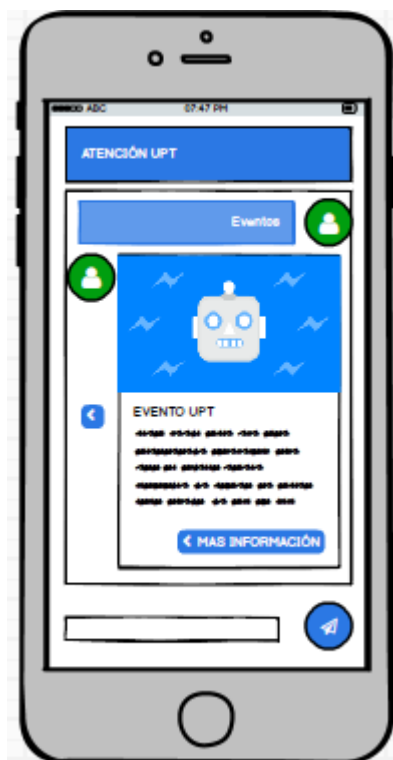 ABC 07:47 PM
ATENCIÓN UPT
Eventos
EVENTO UPT
MAS INFORMACIÓN